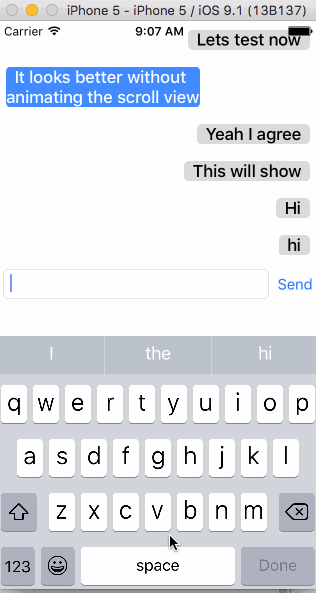 iPhone 5 - iPhone 5 / iOS 9.1 (13B137)
Carrier 9:07 AM
Lets test now
It looks better without
animating the scroll view
Yeah I agree
This will show
Hi
hi
Send
I the hi
q w e r t y u i o p
a s d f g h j k l
z x c v b n m
123 space Done